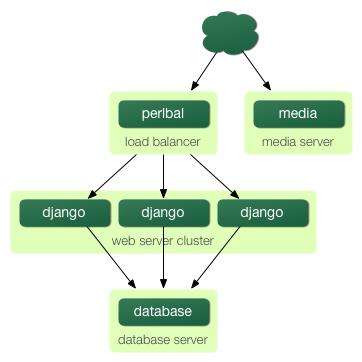 perlbal
media
load balancer
media server
django
django
django
web server cluster
database
database server